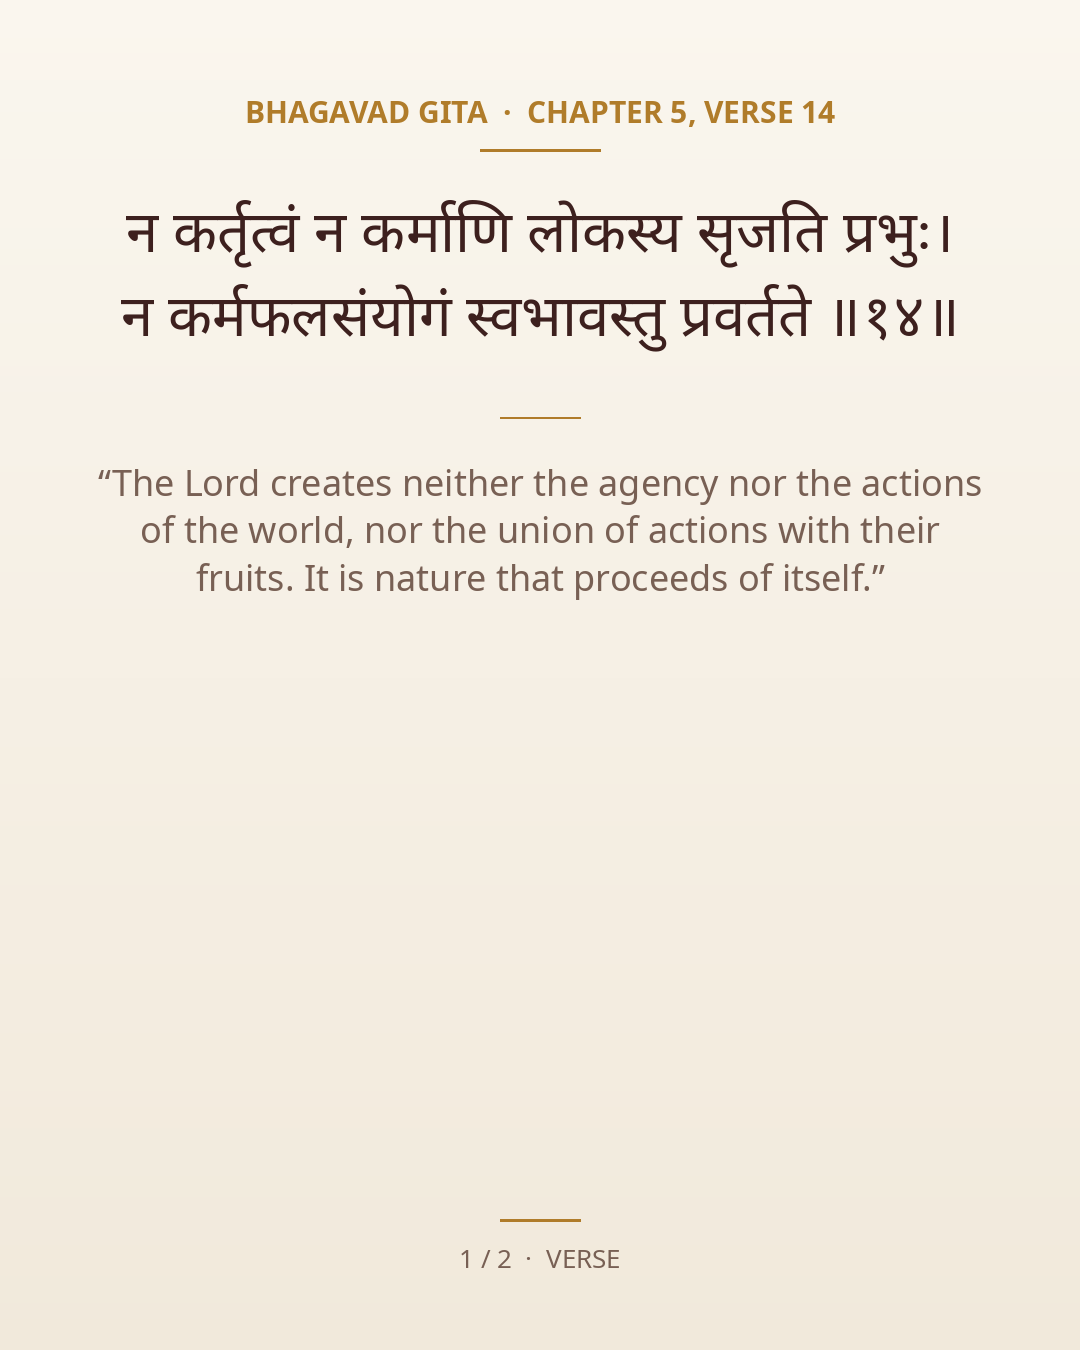 BHAGAVAD GITA · CHAPTER 5, VERSE 14
न कर्तृत्वं न कर्माणि लोकस्य सृजति प्रभुः।
न कर्मफलसंयोगं स्वभावस्तु प्रवर्तते ॥१४॥
“The Lord creates neither the agency nor the actions
of the world, nor the union of actions with their
fruits. It is nature that proceeds of itself.”
1 / 2 · VERSE